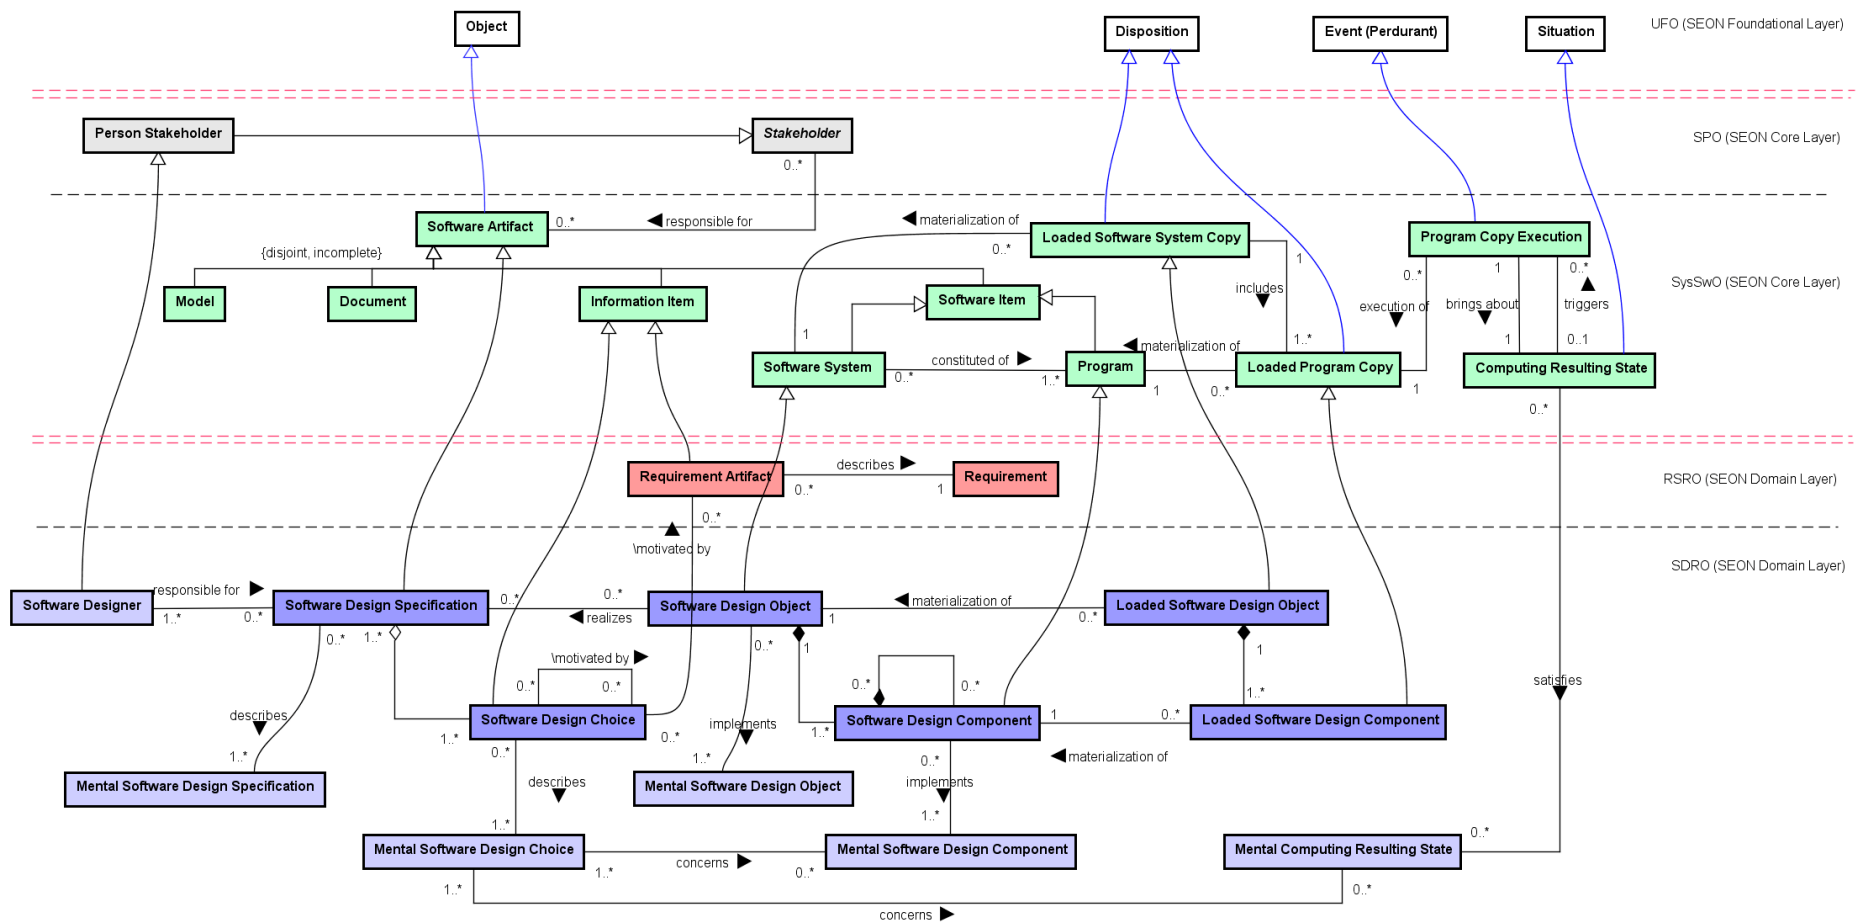 Object
Disposition
Event (Perdurant)
Situation
UFO (SEON Foundational Layer)
Person Stakeholder
Stakeholder
SPO (SEON Core Layer)
0..*
Software Artifact
0..*
responsible for
materialization of
0..*
Loaded Software System Copy
1
Program Copy Execution
{disjoint, incomplete}
0..*
1
0..*
Model
Document
Information Item
Software Item
includes
execution of
brings about
triggers
SysSwO (SEON Core Layer)
1
materialization of
1..*
1
0..1
Software System
0..*
constituted of
1..*
Program
1
0..*
Loaded Program Copy
1
Computing Resulting State
0..*
Requirement Artifact
describes
0..*
1
Requirement
RSRO (SEON Domain Layer)
0..*
\motivated by
SDRO (SEON Domain Layer)
Software Designer
responsible for
1..*
0..*
Software Design Specification
0..*
0..*
realizes
Software Design Object
1
materialization of
0..*
Loaded Software Design Object
0..*
1..*
0..*
1
1
\motivated by
0..*
0..*
0..*
0..*
satisfies
describes
1..*
1..*
Software Design Choice
0..*
0..*
implements
1..*
1..*
Software Design Component
0..*
1
0..*
1..*
Loaded Software Design Component
materialization of
Mental Software Design Specification
describes
Mental Software Design Object
implements
1..*
1..*
Mental Software Design Choice
1..*
concerns
0..*
Mental Software Design Component
Mental Computing Resulting State
0..*
1..*
concerns
0..*